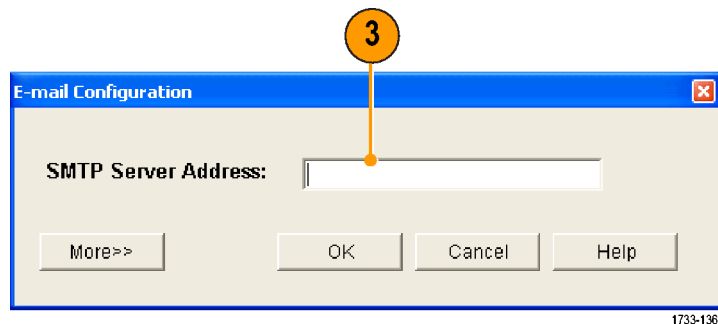 3
E-mail Configuration
SMTP Server Address:
More>> OK Cancel Help
1733-136